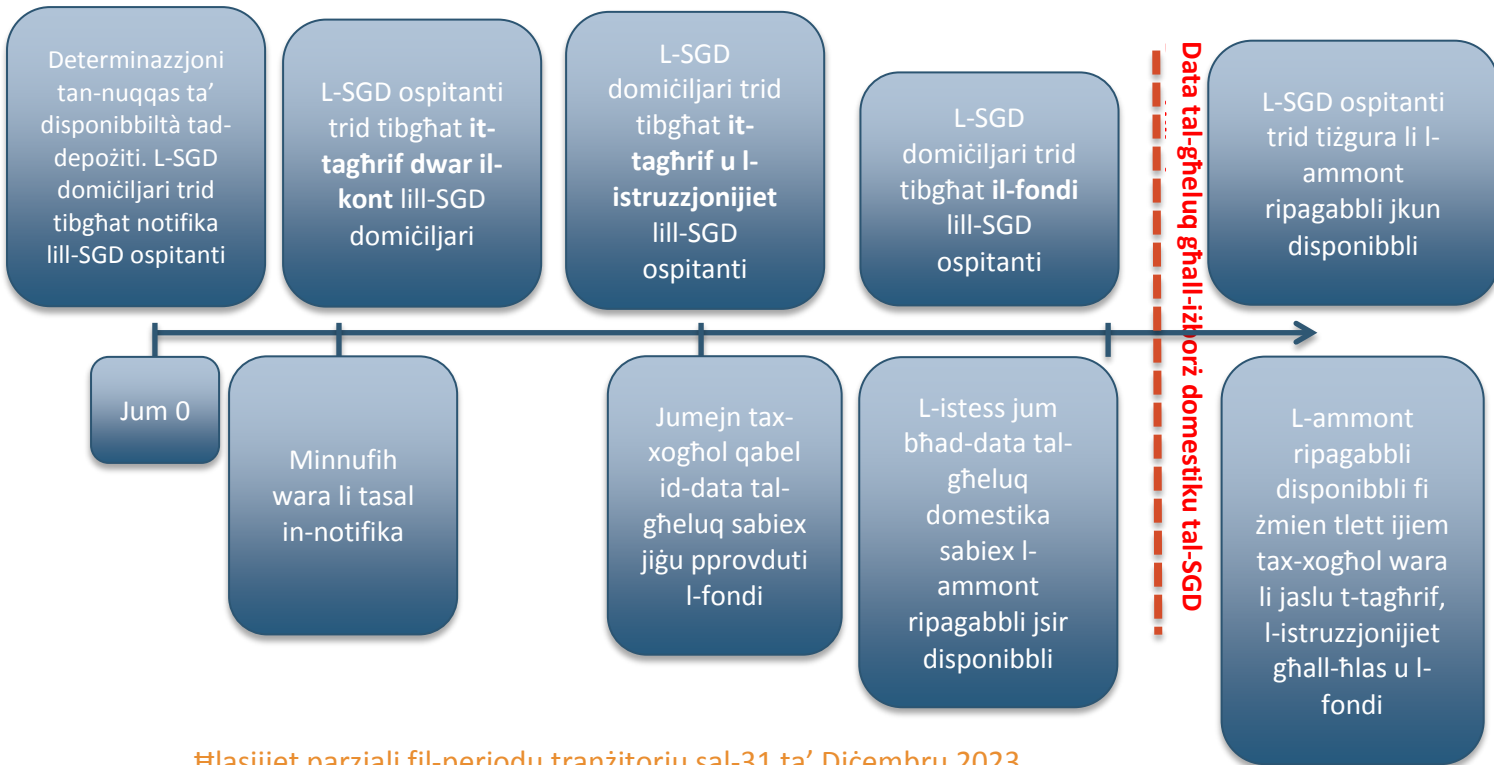 Determinazzjoni
tan-nuqqas ta’
disponibbiltà tad-
depożiti. L-SGD
domiċiljari trid
tibgħat notifika
lill-SGD ospitanti
L-SGD ospitanti
trid tibgħat it-
tagħrif dwar il-
kont lill-SGD
domiċiljari
L-SGD
domiċiljari trid
tibgħat it-
tagħrif u l-
istruzzjonijiet
lill-SGD
ospitanti
L-SGD
domiċiljari trid
tibgħat il-fondi
lill-SGD
ospitanti
Data tal-għeluq għall-iżborż domestiku tal-SGD
L-SGD ospitanti
trid tiżgura li l-
ammont
ripagabbli jkun
disponibbli
Jum 0
Minnufih
wara li tasal
in-notifika
Jumejn tax-
xogħol qabel
id-data tal-
għeluq sabiex
jiġu pprovduti
l-fondi
L-istess jum
bħad-data tal-
għeluq
domestika
sabiex l-
ammont
ripagabbli jsir
disponibbli
L-ammont
ripagabbli
disponibbli fi
żmien tlett ijiem
tax-xogħol wara
li jaslu t-tagħrif,
l-istruzzjonijiet
għall-ħlas u l-
fondi
Ħlasijiet parzjali fil-perjodu tranżitorju sal-31 ta’ Diċembru 2023